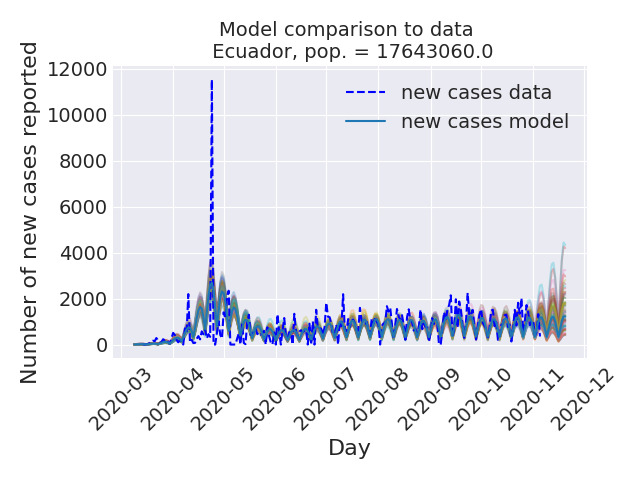 Model comparison to data
Ecuador, pop. = 17643060.0
Number of new cases reported
12000
10000
8000
6000
4000
2000
0
new cases data
new cases model
2020-03
2020-04
2020-05
2020-06
2020-07
2020-08
2020-09
2020-10
2020-11
2020-12
Day